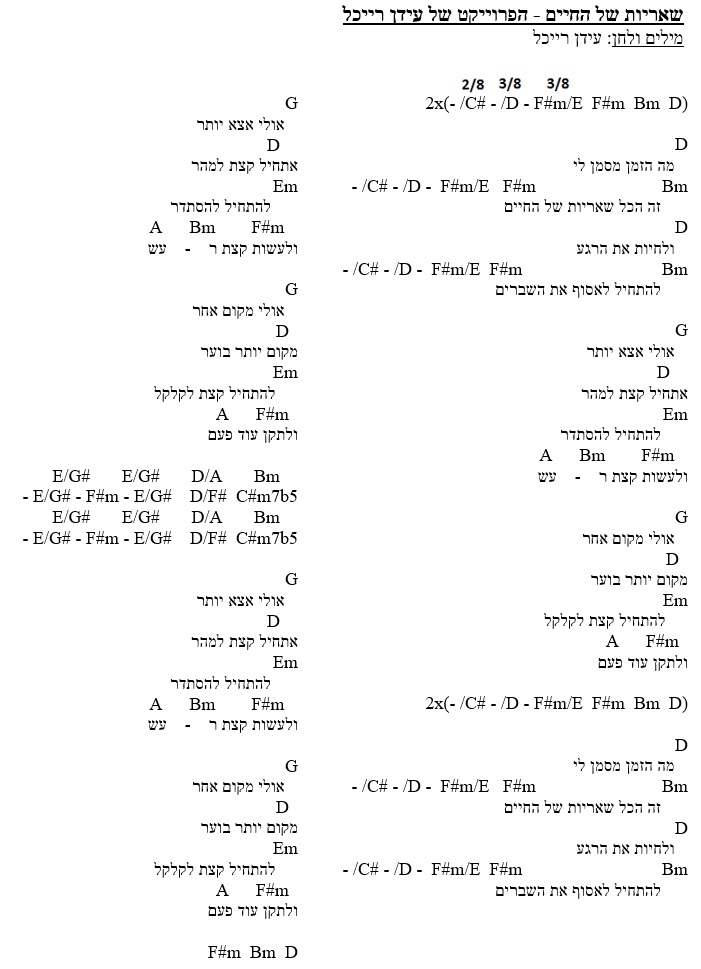 שאריות של החיים - הפרוייקט של עידן רייכל
מילים ולחן: עידן רייכל
2/8 3/8 3/8
2x(- /C# - /D - F#m/E F#m Bm D)
D
מה הזמן מסמן לי
- /C# - /D - F#m/E F#m Bm
זה הכל שאריות של החיים
D
ולחיות את הרגע
- /C# - /D - F#m/E F#m Bm
להתחיל לאסוף את השברים
G
אולי אצא יותר
D
אתחיל קצת למהר
Em
להתחיל להסתדר
A Bm F#m
ולעשות קצת ר - עש
G
אולי מקום אחר
D
מקום יותר בוער
Em
להתחיל קצת לקלקל
A F#m
ולתקן עוד פעם
2x(- /C# - /D - F#m/E F#m Bm D)
D
מה הזמן מסמן לי
- /C# - /D - F#m/E F#m Bm
זה הכל שאריות של החיים
D
ולחיות את הרגע
- /C# - /D - F#m/E F#m Bm
להתחיל לאסוף את השברים
G
אולי אצא יותר
D
אתחיל קצת למהר
Em
להתחיל להסתדר
A Bm F#m
ולעשות קצת ר - עש
G
אולי מקום אחר
D
מקום יותר בוער
Em
להתחיל קצת לקלקל
A F#m
ולתקן עוד פעם
E/G# E/G# D/A Bm
- E/G# - F#m - E/G# D/F# C#m7b5
E/G# E/G# D/A Bm
- E/G# - F#m - E/G# D/F# C#m7b5
G
אולי אצא יותר
D
אתחיל קצת למהר
Em
להתחיל להסתדר
A Bm F#m
ולעשות קצת ר - עש
G
אולי מקום אחר
D
מקום יותר בוער
Em
להתחיל קצת לקלקל
A F#m
ולתקן עוד פעם
F#m Bm D